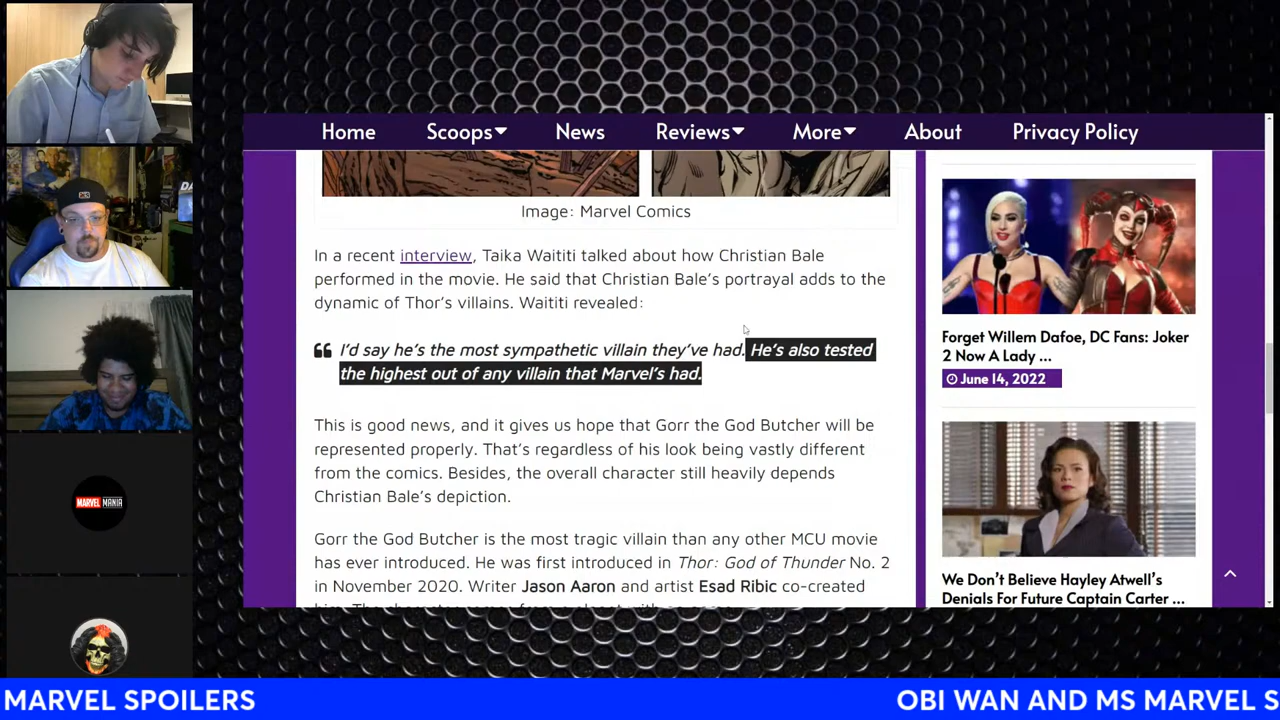 Home Scoops News Reviews More About Privacy Policy
Image: Marvel Comics
In a recent interview, Taika Waititi talked about how Christian Bale
performed in the movie. He said that Christian Bale's portrayal adds to the
dynamic of Thor's villains. Waititi revealed:
I'd say he's the most sympathetic villain they've had. He's also tested
the highest out of any villain that Marvel's had.
This is good news, and it gives us hope that Gorr the God Butcher will be
represented properly. That's regardless of his look being vastly different
from the comics. Besides, the overall character still heavily depends
Christian Bale's depiction.
Gorr the God Butcher is the most tragic villain than any other MCU movie
has ever introduced. He was first introduced in Thor: God of Thunder No. 2
in November 2020. Writer Jason Aaron and artist Esad Ribic co-created
Forget Willem Dafoe, DC Fans: Joker
2 Now A Lady ...
June 14, 2022
We Don't Believe Hayley Atwell's
Denials For Future Captain Carter ...
MARVEL MANIA
MARVEL SPOILERS
OBI WAN AND MS MARVEL S